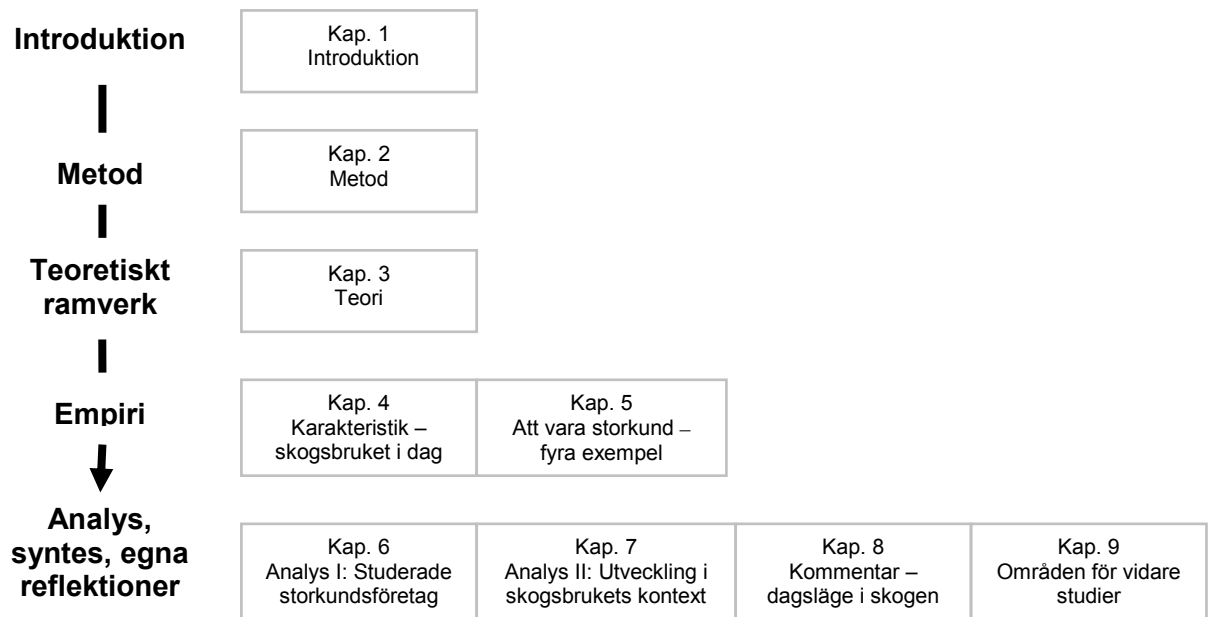 Introduktion
Kap. 1
Introduktion
Metod
Kap. 2
Metod
Teoretiskt
ramverk
Kap. 3
Teori
Empiri
Kap. 4
Karakteristik –
skogsbruket i dag
Kap. 5
Att vara storkund –
fyra exempel
Analys,
syntes, egna
reflektioner
Kap. 6
Analys I: Studerade
storkundsföretag
Kap. 7
Analys II: Utveckling i
skogsbrukets kontext
Kap. 8
Kommentar –
dagsläge i skogen
Kap. 9
Områden för vidare
studier